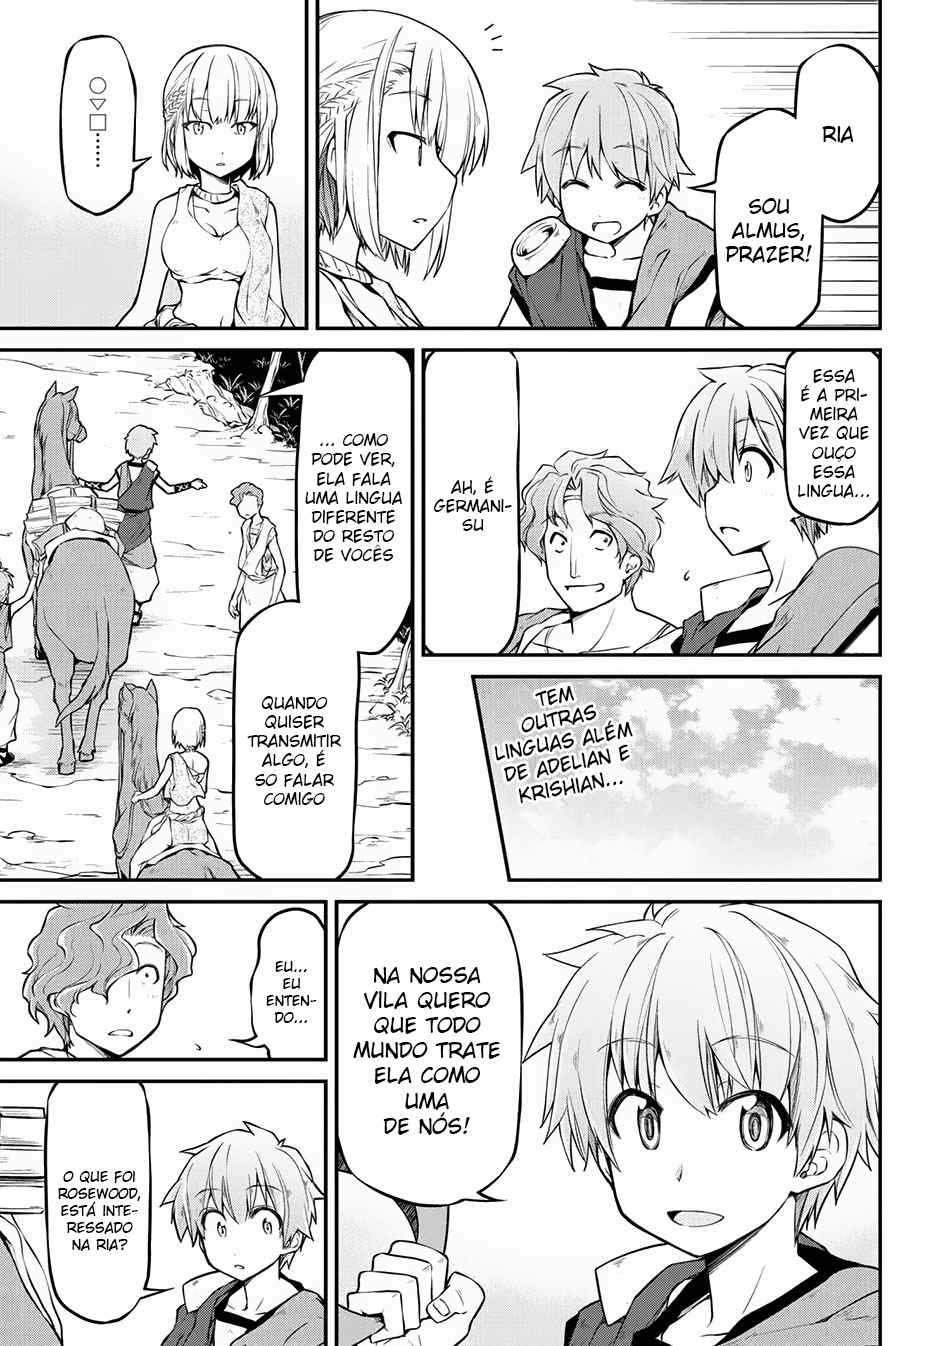 RIA
SOU
ALMUS,
PRAZER!
○▽□......
ESSA
É A PRI-
MEIRA
VEZ QUE
OUÇO
ESSA
LINGUA...
AH, É
GERMANI-
SU
... COMO
PODE VER,
ELA FALA
UMA LINGUA
DIFERENTE
DO RESTO
DE VOCÊS
QUANDO
QUISER
TRANSMITIR
ALGO, É
SO FALAR
COMIGO
TEM
OUTRAS
LINGUAS ALÉM
DE ADELIAN E
KRISHIAN...
NA NOSSA
VILA QUERO
QUE TODO
MUNDO TRATE
ELA COMO
UMA
DE NÓS!
EU...
EU
ENTEN-
DO...
O QUE FOI
ROSEWOOD,
ESTÁ INTE-
RESSADO
NA RIA?